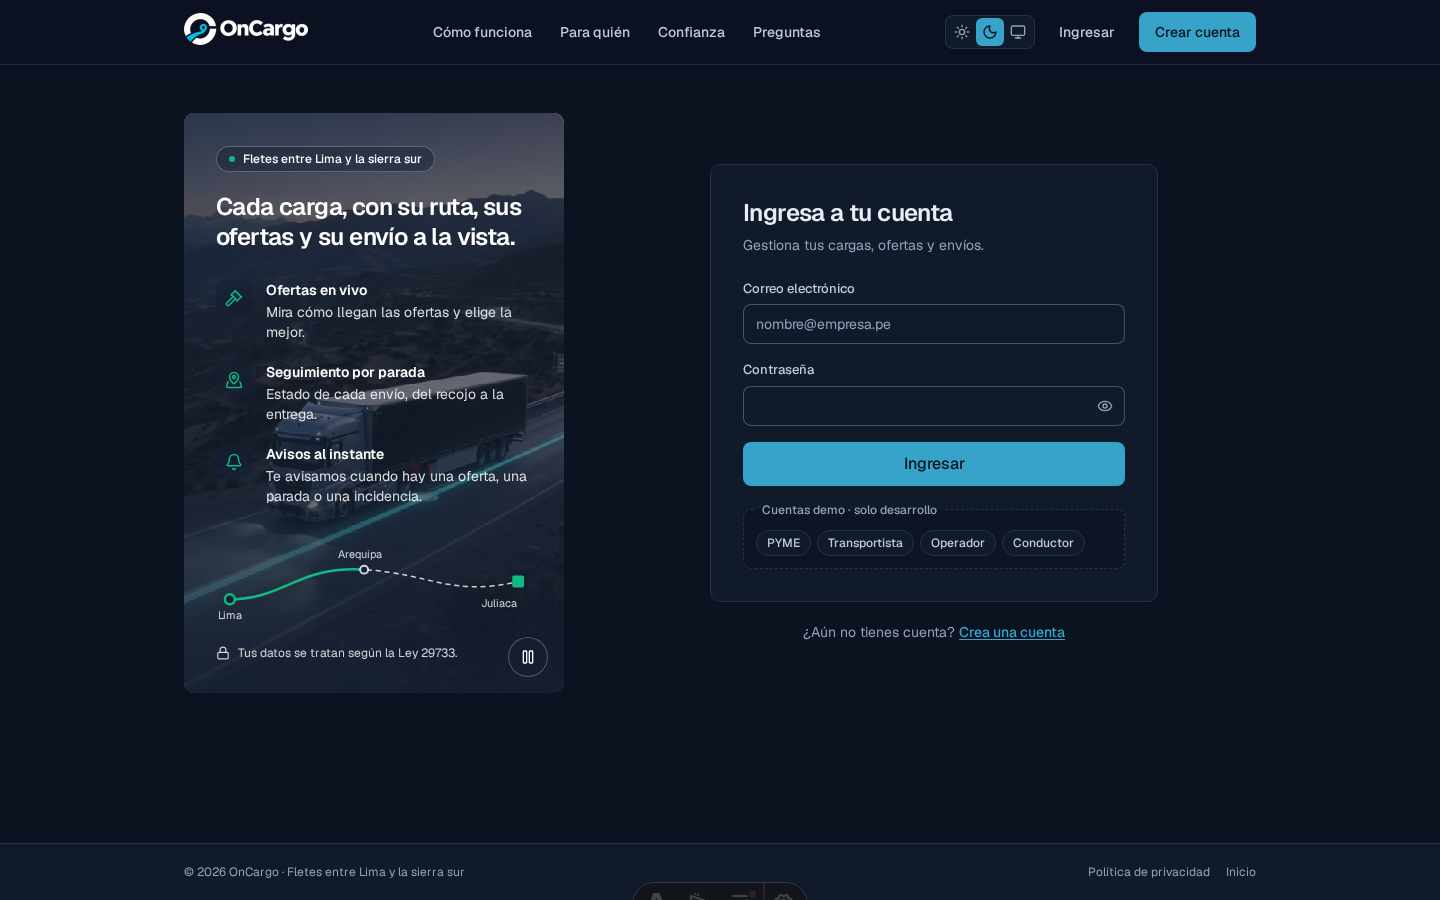 OnCargo
Cómo funciona
Para quién
Confianza
Preguntas
Ingresar
Crear cuenta
Fletes entre Lima y la sierra sur
Cada carga, con su ruta, sus
ofertas y su envío a la vista.
Ofertas en vivo
Mira cómo llegan las ofertas y elige la
mejor.
Seguimiento por parada
Estado de cada envío, del recojo a la
entrega.
Avisos al instante
Te avisamos cuando hay una oferta, una
parada o una incidencia.
Arequipa
Juliaca
Lima
Tus datos se tratan según la Ley 29733.
Ingresa a tu cuenta
Gestiona tus cargas, ofertas y envíos.
Correo electrónico
nombre@empresa.pe
Contraseña
Ingresar
Cuentas demo · solo desarrollo
PYME
Transportista
Operador
Conductor
¿Aún no tienes cuenta? Crea una cuenta
© 2026 OnCargo · Fletes entre Lima y la sierra sur
Política de privacidad
Inicio